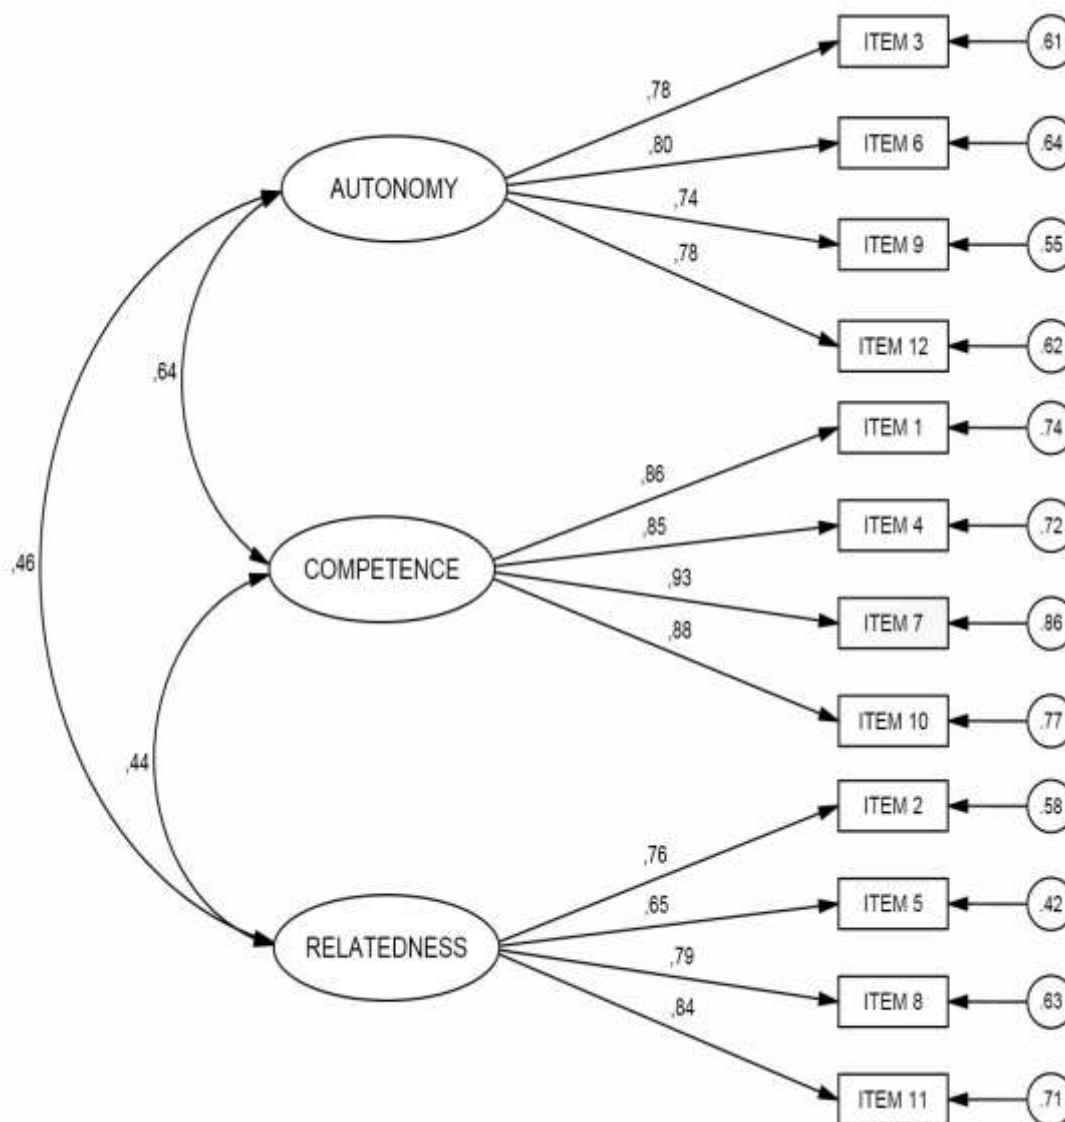 ITEM 3
.61
,78
ITEM 6
.64
,80
AUTONOMY
,74
ITEM 9
.55
,78
ITEM 12
.62
,64
ITEM 1
.74
,86
ITEM 4
.72
,85
,46
COMPETENCE
,93
ITEM 7
.86
,88
ITEM 10
.77
,44
ITEM 2
.58
,76
ITEM 5
.42
,65
RELATEDNESS
,79
ITEM 8
.63
,84
ITEM 11
.71